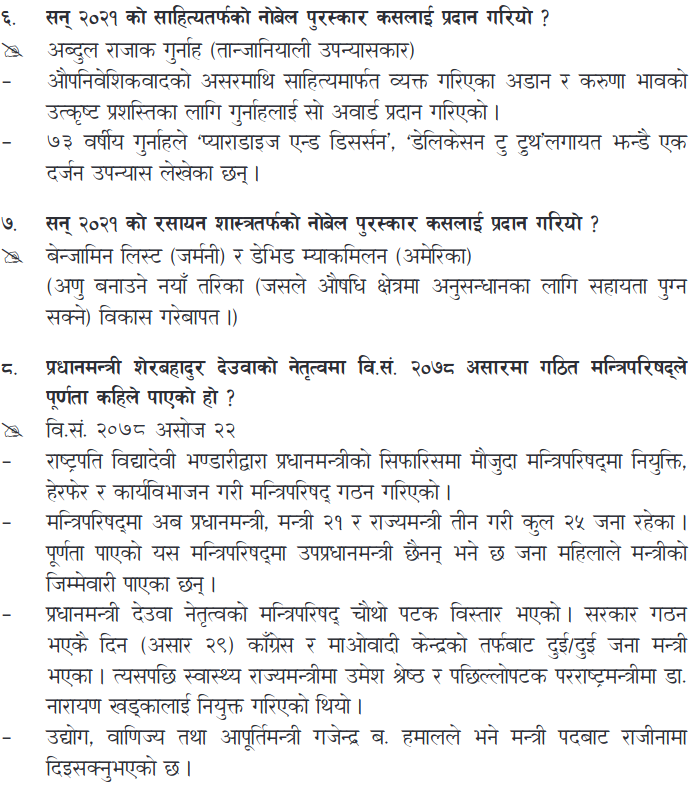 ६. सन् २०२१ को साहित्यतर्फको नोबेल पुरस्कार कसलाई प्रदान गरियो ?
अब्दुल राजाक गुर्नाह (तान्जानियाली उपन्यासकार)
– औपनिवेशिकवादको असरमाथि साहित्यमार्फत व्यक्त गरिएका अडान र करुणा भावको
उत्कृष्ट प्रशस्तिका लागि गुर्नाहलाई सो अवार्ड प्रदान गरिएको ।
– ७३ वर्षीय गुर्नाहले ‘प्याराडाइज एन्ड डिसर्सन’, ‘डेलिकेसन टु ट्रुथ’लगायत झन्डै एक
दर्जन उपन्यास लेखेका छन् ।
७. सन् २०२१ को रसायन शास्त्रतर्फको नोबेल पुरस्कार कसलाई प्रदान गरियो ?
बेन्जामिन लिस्ट (जर्मनी) र डेभिड म्याकमिलन (अमेरिका)
(अणु बनाउने नयाँ तरिका (जसले औषधि क्षेत्रमा अनुसन्धानका लागि सहायता पुग्न
सक्ने) विकास गरेबापत ।)
८. प्रधानमन्त्री शेरबहादुर देउवाको नेतृत्वमा वि.सं. २०७८ असारमा गठित मन्त्रिपरिषद्ले
पूर्णता कहिले पाएको हो ?
वि.सं. २०७८ असोज २२
– राष्ट्रपति विद्यादेवी भण्डारीद्वारा प्रधानमन्त्रीको सिफारिसमा मौजुदा मन्त्रिपरिषद्मा नियुक्ति,
हेरफेर र कार्यविभाजन गरी मन्त्रिपरिषद् गठन गरिएको ।
– मन्त्रिपरिषद्मा अब प्रधानमन्त्री, मन्त्री २१ र राज्यमन्त्री तीन गरी कुल २५ जना रहेका ।
पूर्णता पाएको यस मन्त्रिपरिषद्मा उपप्रधानमन्त्री छैनन् भने छ जना महिलाले मन्त्रीको
जिम्मेवारी पाएका छन् ।
– प्रधानमन्त्री देउवा नेतृत्वको मन्त्रिपरिषद् चौथो पटक विस्तार भएको । सरकार गठन
भएकै दिन (असार २९) काँग्रेस र माओवादी केन्द्रको तर्फबाट दुई/दुई जना मन्त्री
भएका । त्यसपछि स्वास्थ्य राज्यमन्त्रीमा उमेश श्रेष्ठ र पछिल्लोपटक परराष्ट्रमन्त्रीमा डा.
नारायण खड्कालाई नियुक्त गरिएको थियो ।
– उद्योग, वाणिज्य तथा आपूर्तिमन्त्री गजेन्द्र ब. हमालले भने मन्त्री पदबाट राजीनामा
दिइसक्नुभएको छ ।